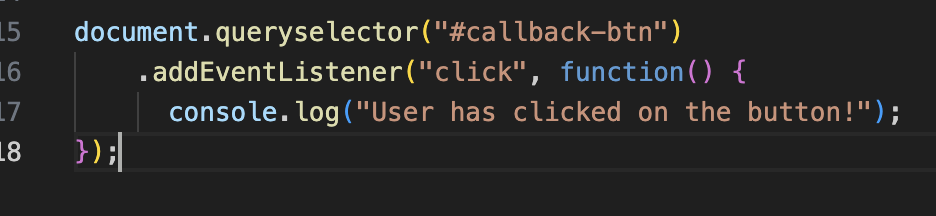 15 document.queryselector("#callback-btn")
16 .addEventListener("click", function() {
17 console.log("User has clicked on the button!");
18 });